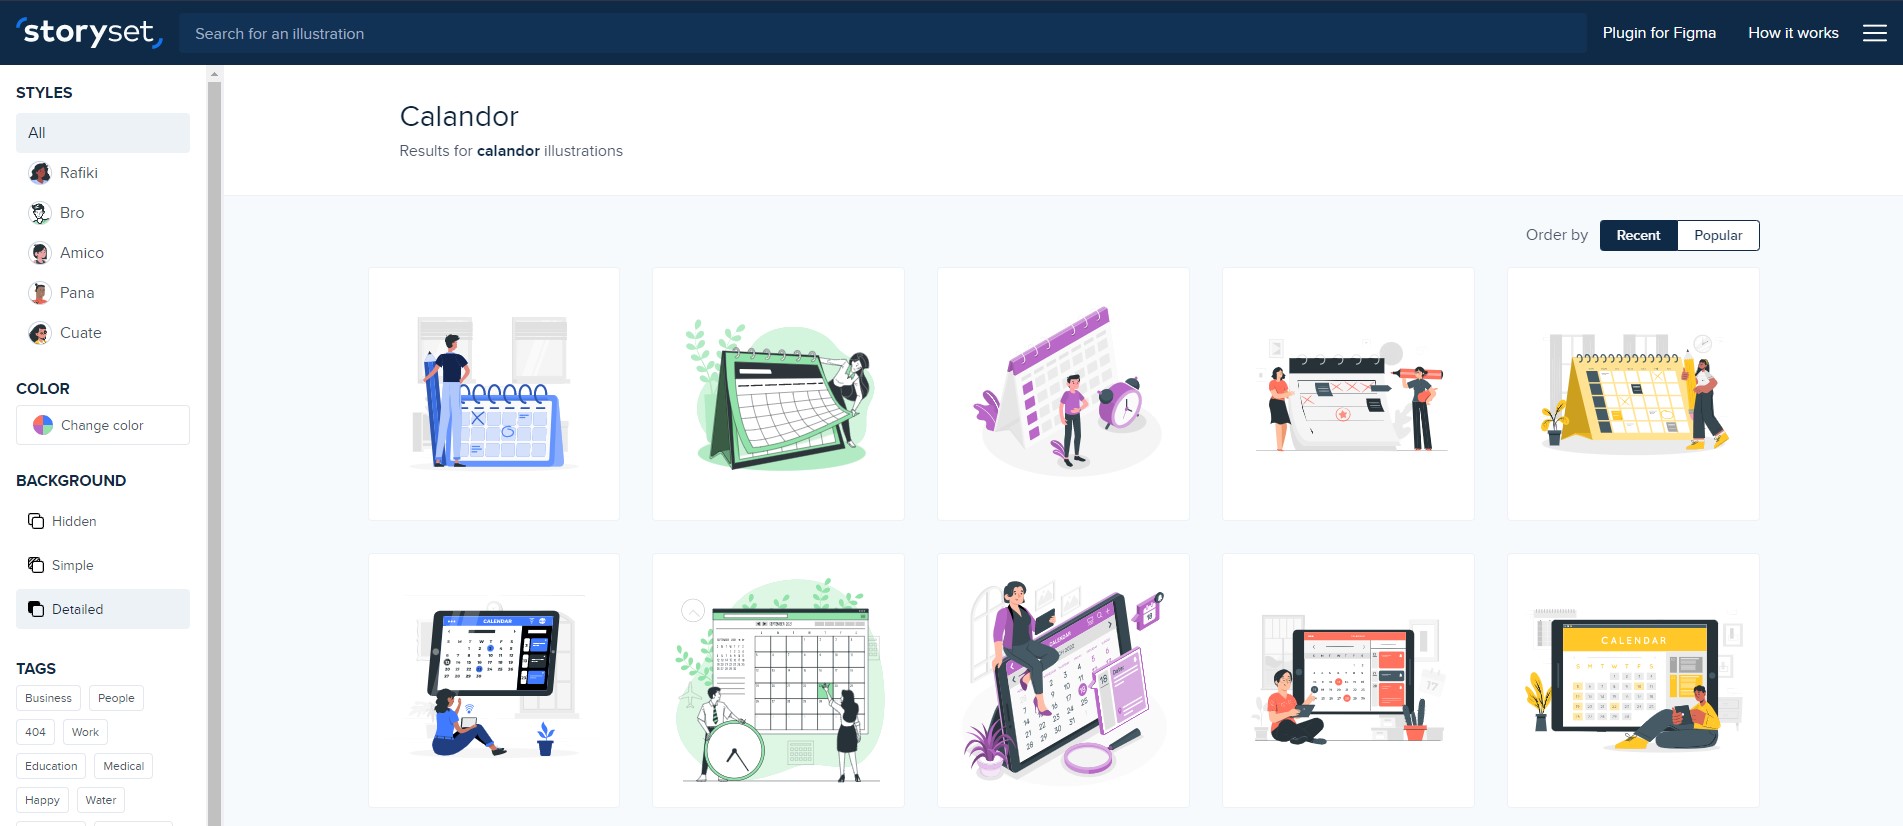 storyset
Search for an illustration
Plugin for Figma
How it works
STYLES
All
Rafiki
Bro
Amico
Pana
Cuate
COLOR
Change color
BACKGROUND
Hidden
Simple
Detailed
TAGS
Business People
404 Work
Education Medical
Happy Water
Calandor
Results for calandor illustrations
Order by Recent Popular
CALENDAR
CALENDAR
CALENDAR